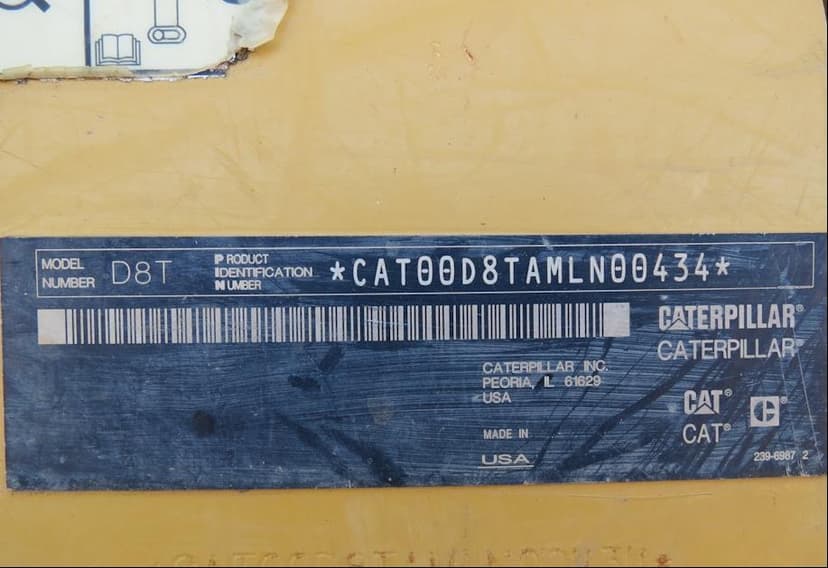 MODEL NUMBER D8T PRODUCT IDENTIFICATION NUMBER *CAT00D8TAMLN00434*
CATERPILLAR®
CATERPILLAR®
CATERPILLAR INC.
PEORIA, IL 61629
USA
CAT® C®
CAT®
MADE IN
USA
239-6987 2